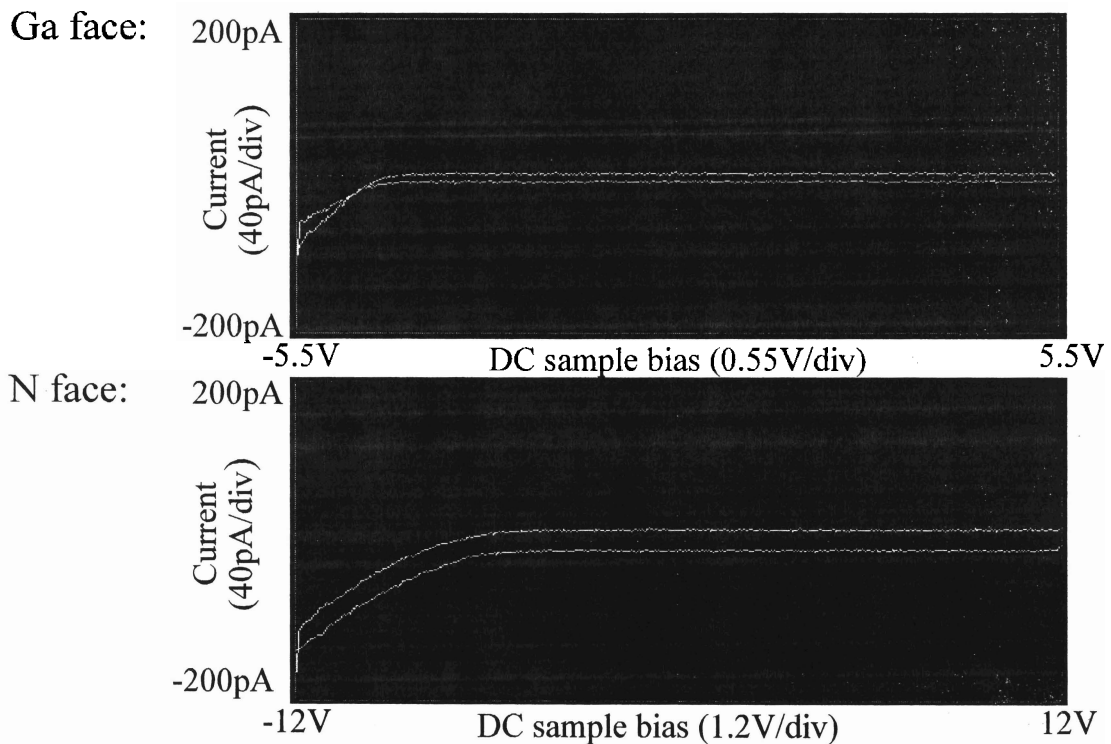 Ga face:
200pA
Current
(40pA/div)
-200pA
-5.5V
DC sample bias (0.55V/div)
5.5V
N face:
200pA
Current
(40pA/div)
-200pA
-12V
DC sample bias (1.2V/div)
12V